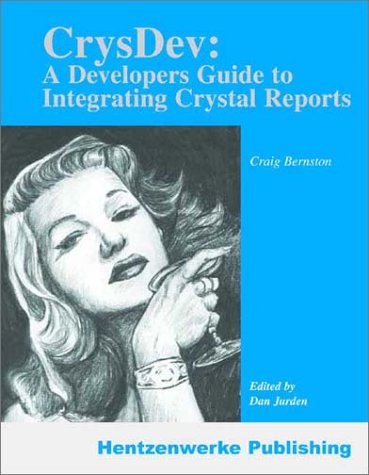 CrysDev:
A Developers Guide to
Integrating Crystal Reports
Craig Bernston
Edited by
Dan Jurden
Hentzenwerke Publishing